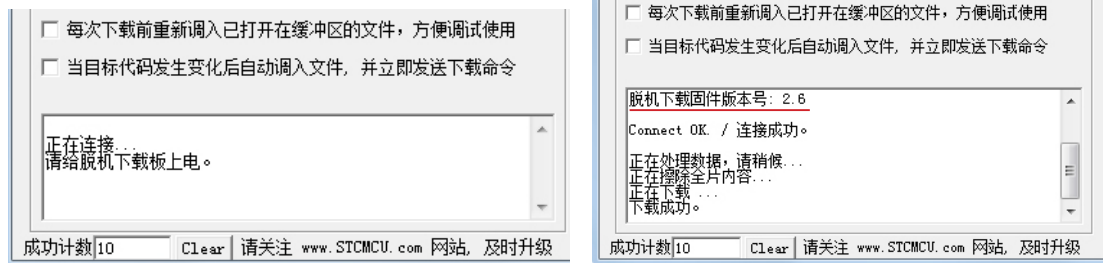 每次下载前重新调入已打开在缓冲区的文件，方便调试使用
当目标代码发生变化后自动调入文件, 并立即发送下载命令
正在连接...
请给脱机下载板上电。
成功计数 10 Clear 请关注 www.STCMCU.com 网站, 及时升级
每次下载前重新调入已打开在缓冲区的文件，方便调试使用
当目标代码发生变化后自动调入文件, 并立即发送下载命令
脱机下载固件版本号: 2.6
Connect OK. / 连接成功。
正在处理数据，请稍候...
正在擦除全片内容...
正在下载 ...
下载成功。
成功计数 10 Clear 请关注 www.STCMCU.com 网站, 及时升级